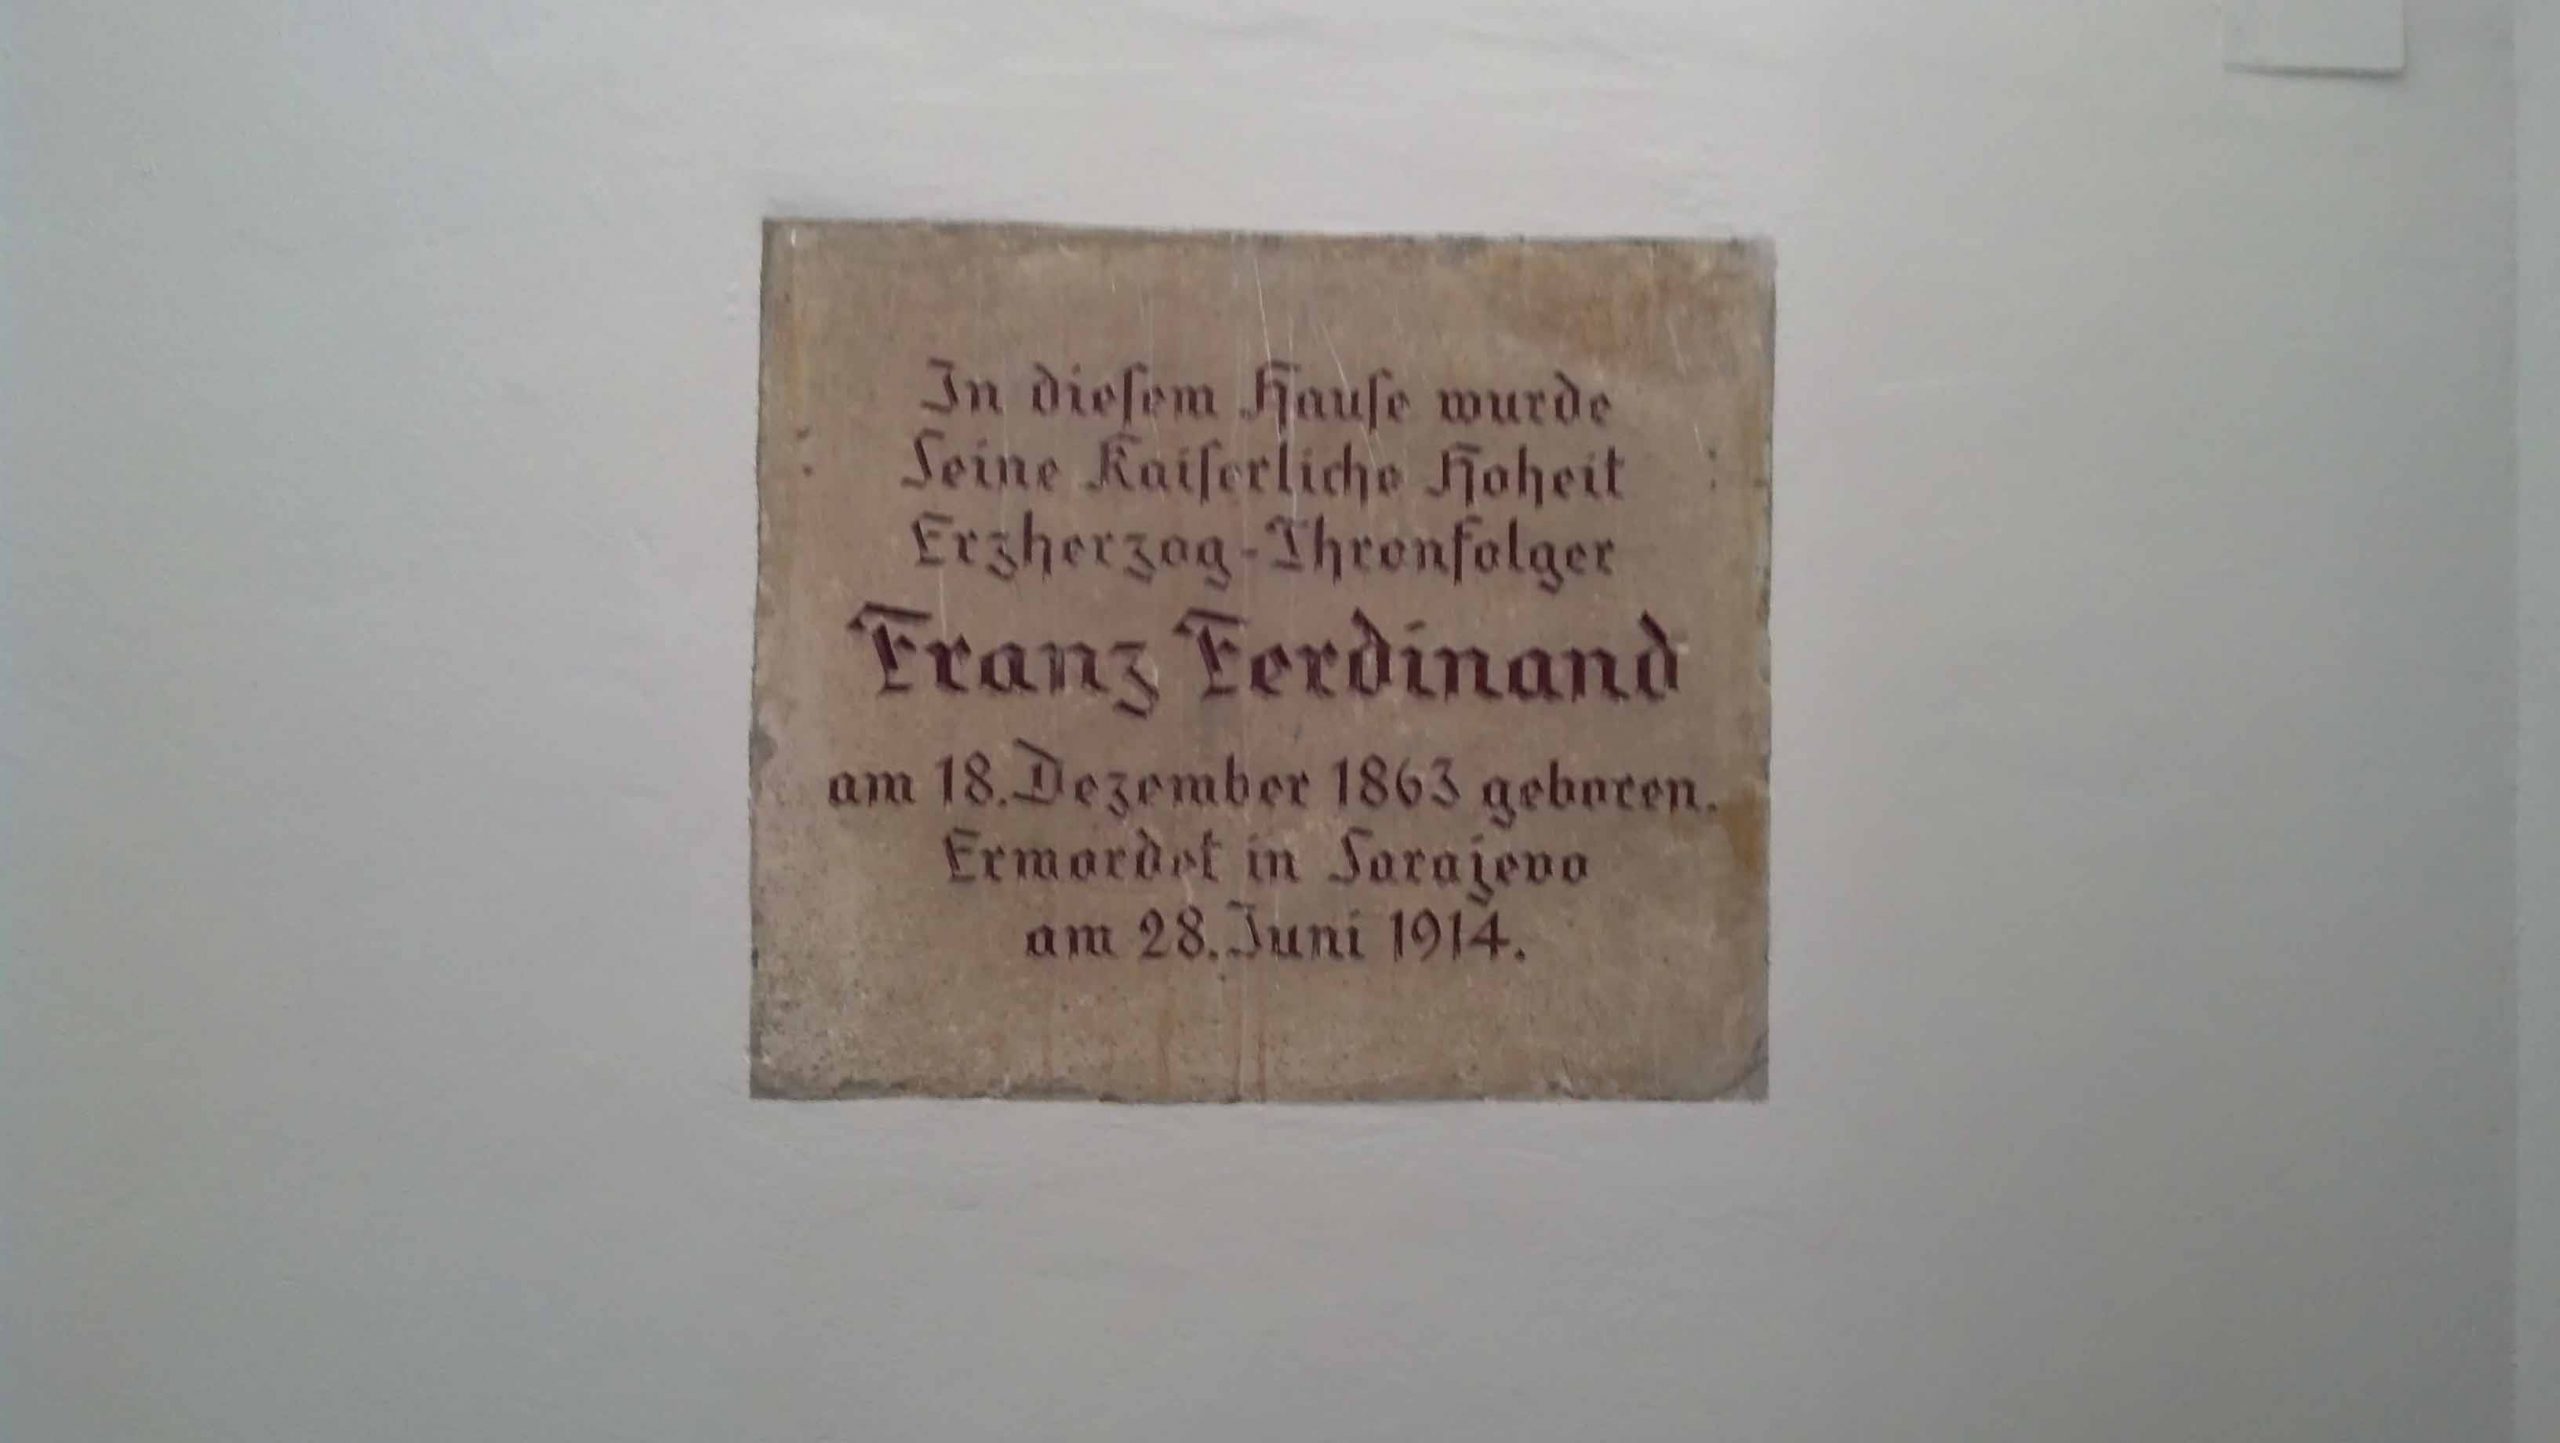 In dieſem Hauſe wurde
Seine Kaiſerliche Hoheit
Erzherzog-Thronfolger
Franz Ferdinand
am 18. Dezember 1863 geboren.
Ermordet in Sarajevo
am 28. Juni 1914.